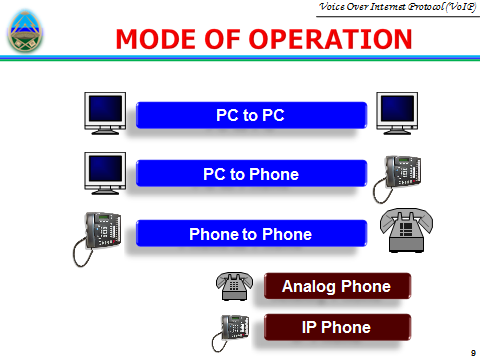 Voice Over Internet Protocol (VoIP)
MODE OF OPERATION
PC to PC
PC to Phone
Phone to Phone
Analog Phone
IP Phone
9